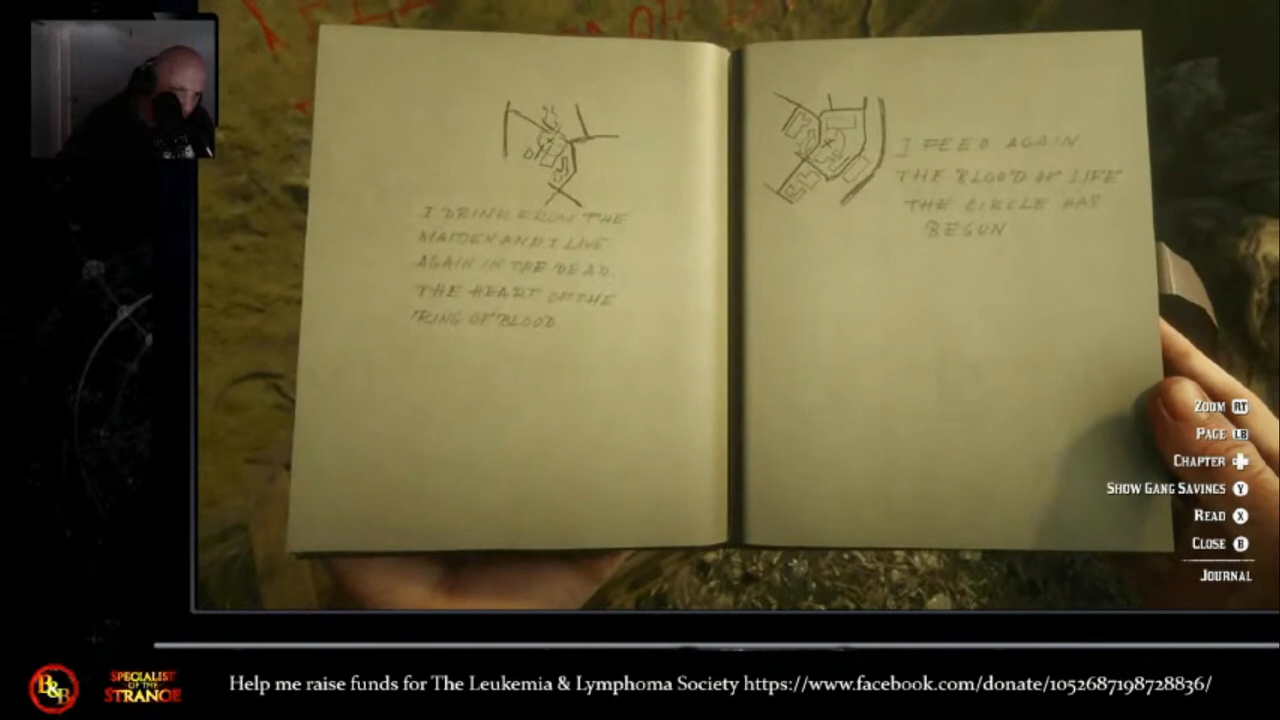 I DRINK FROM THE
MAIDEN AND I LIVE
AGAIN IN THE DEAD.
THE HEART OF THE
RING OF BLOOD
I FEED AGAIN
THE BLOOD OF LIFE
THE CIRCLE HAS
BEGUN
ZOOM RT
PAGE LB
CHAPTER
SHOW GANG SAVINGS Y
READ X
CLOSE B
JOURNAL
B&B
SPECIALIST
OF THE
STRANGE
Help me raise funds for The Leukemia & Lymphoma Society https://www.facebook.com/donate/1052687198728836/